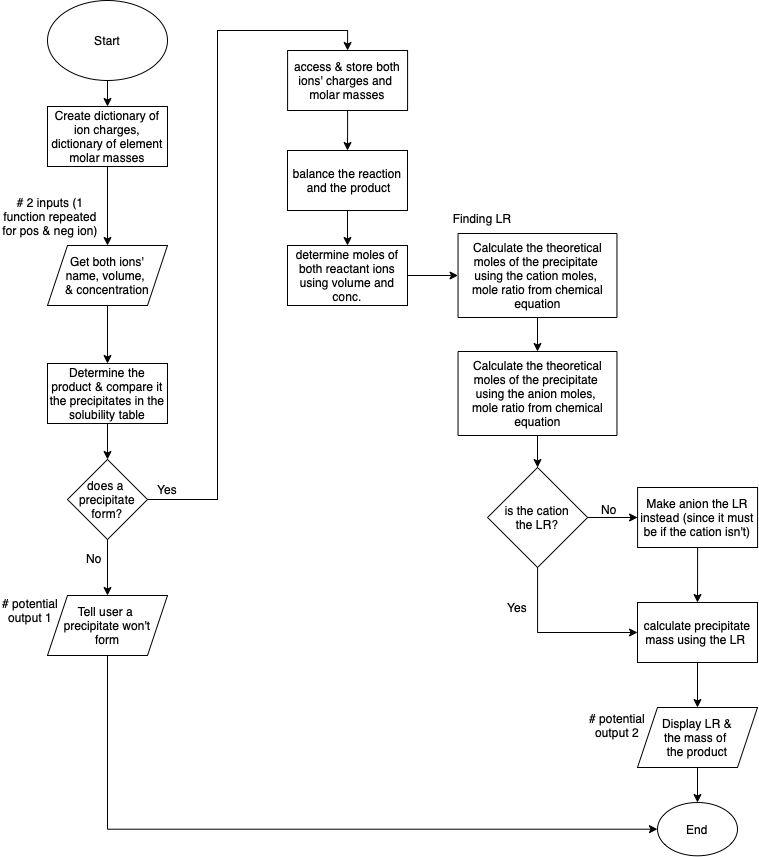 Start
Create dictionary of
ion charges,
dictionary of element
molar masses
# 2 inputs (1
function repeated
for pos & neg ion)
Get both ions'
name, volume,
& concentration
Determine the
product & compare it
the precipitates in the
solubility table
does a
precipitate
form?
Yes
No
# potential
output 1
Tell user a
precipitate won't
form
access & store both
ions' charges and
molar masses
balance the reaction
and the product
determine moles of
both reactant ions
using volume and
conc.
Finding LR
Calculate the theoretical
moles of the precipitate
using the cation moles,
mole ratio from chemical
equation
Calculate the theoretical
moles of the precipitate
using the anion moles,
mole ratio from chemical
equation
is the cation
the LR?
No
Yes
Make anion the LR
instead (since it must
be if the cation isn't)
calculate precipitate
mass using the LR
# potential
output 2
Display LR &
the mass of
the product
End